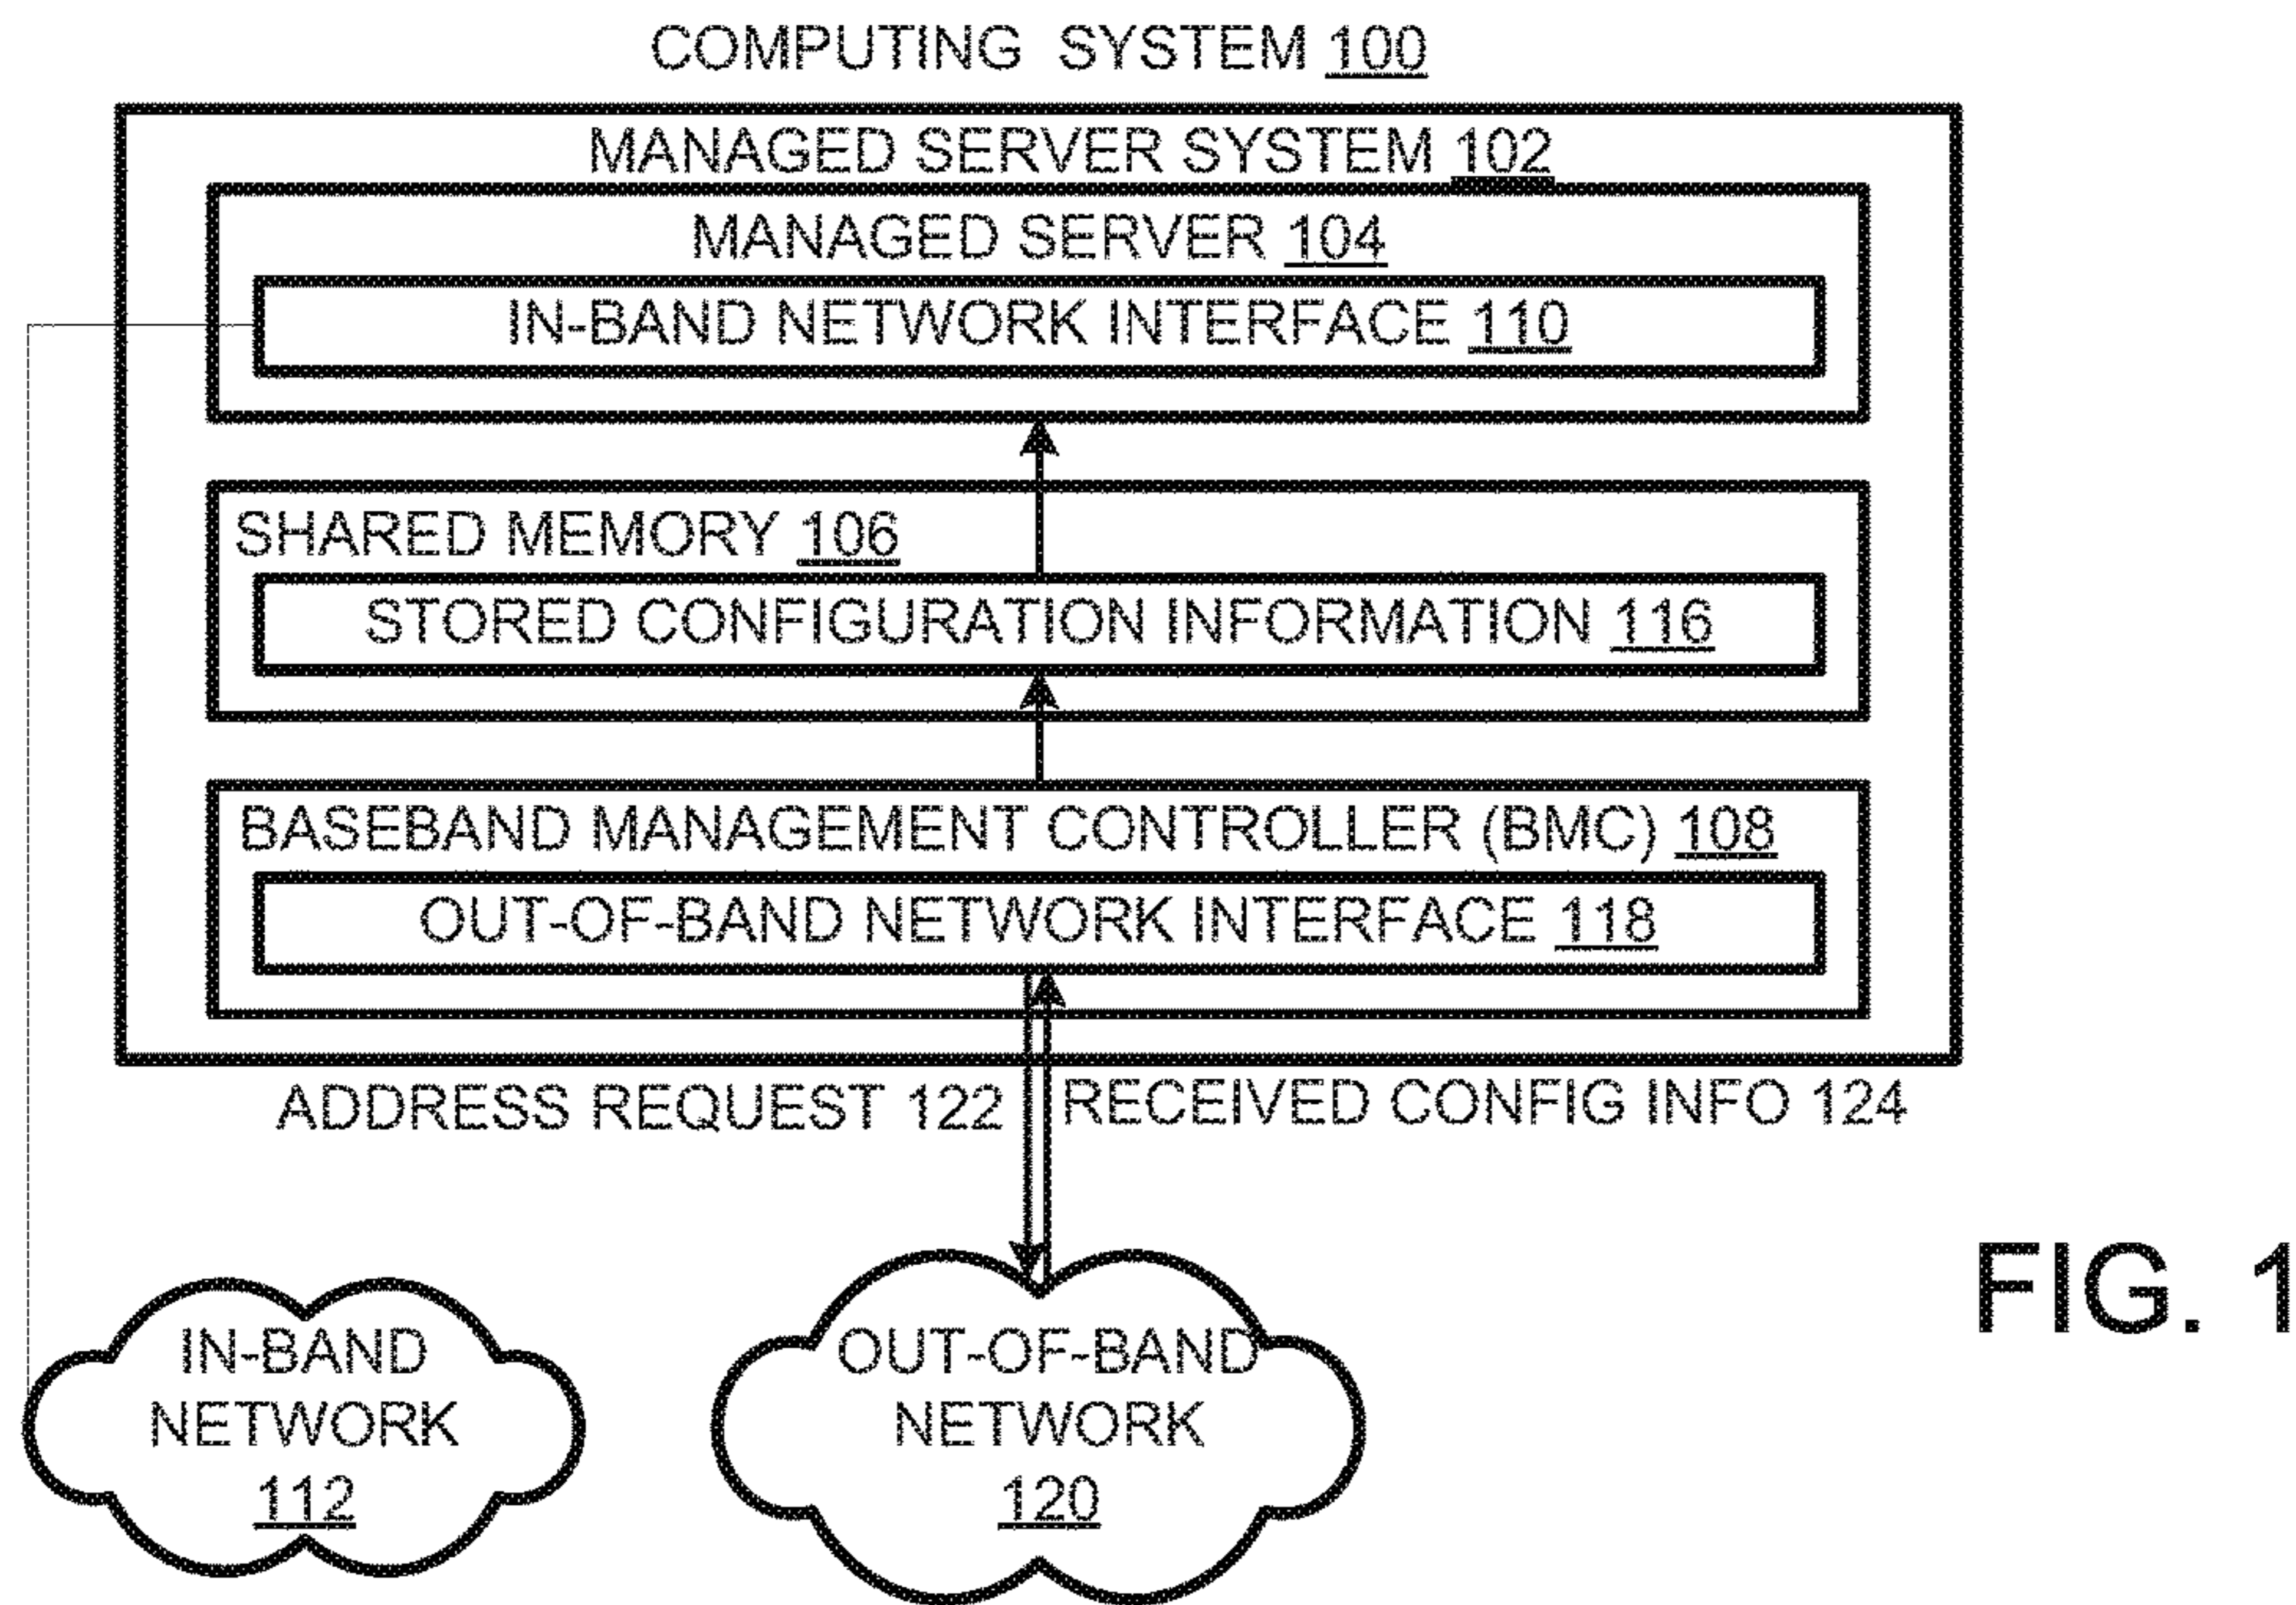 COMPUTING SYSTEM 100
MANAGED SERVER SYSTEM 102
MANAGED SERVER 104
IN-BAND NETWORK INTERFACE 110
SHARED MEMORY 106
STORED CONFIGURATION INFORMATION 116
BASEBAND MANAGEMENT CONTROLLER (BMC) 108
OUT-OF-BAND NETWORK INTERFACE 118
ADDRESS REQUEST 122
RECEIVED CONFIG INFO 124
IN-BAND
NETWORK
112
OUT-OF-BAND
NETWORK
120
FIG. 1